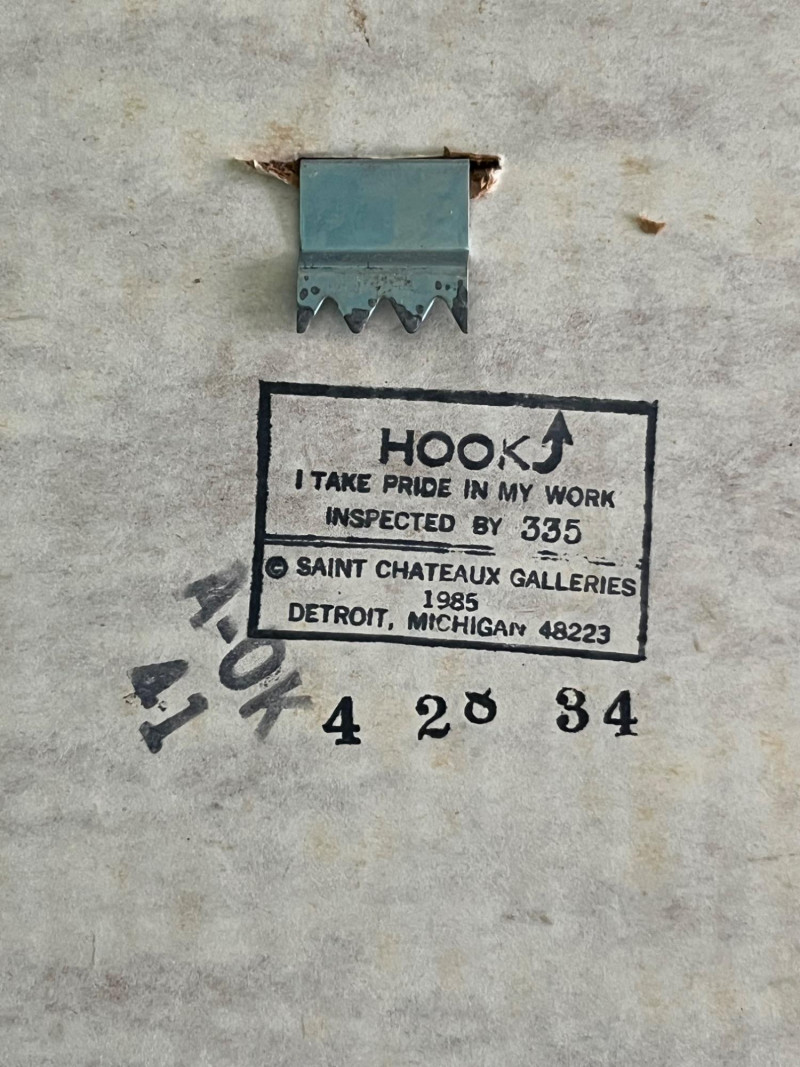 HOOK
I TAKE PRIDE IN MY WORK
INSPECTED BY 335
© SAINT CHATEAUX GALLERIES
1985
DETROIT, MICHIGAN 48223
A-OK
41
4 28 34